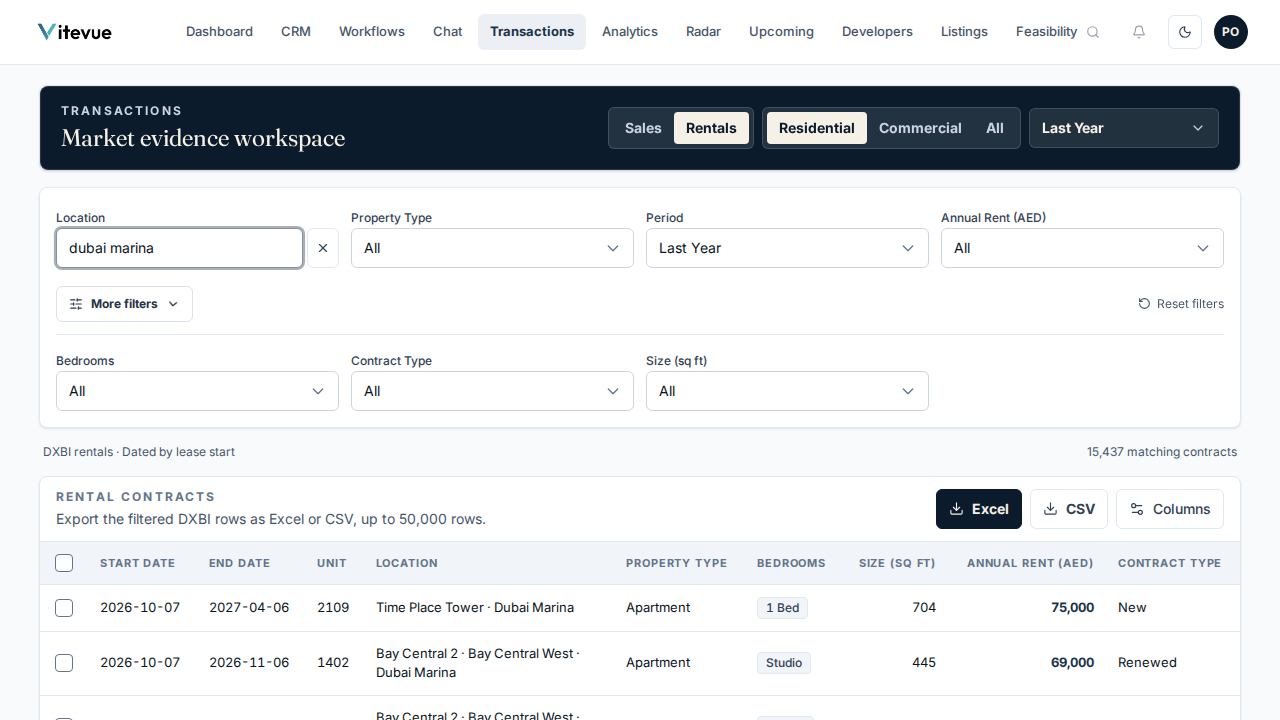 Vitevue
Dashboard CRM Workflows Chat Transactions Analytics Radar Upcoming Developers Listings Feasibility PO
TRANSACTIONS
Market evidence workspace
Sales Rentals Residential Commercial All Last Year
Location Property Type Period Annual Rent (AED)
dubai marina All Last Year All
More filters Reset filters
Bedrooms Contract Type Size (sq ft)
All All All
DXBI rentals · Dated by lease start 15,437 matching contracts
RENTAL CONTRACTS
Export the filtered DXBI rows as Excel or CSV, up to 50,000 rows.
Excel CSV Columns
START DATE END DATE UNIT LOCATION PROPERTY TYPE BEDROOMS SIZE (SQ FT) ANNUAL RENT (AED) CONTRACT TYPE
2026-10-07 2027-04-06 2109 Time Place Tower · Dubai Marina Apartment 1 Bed 704 75,000 New
2026-10-07 2026-11-06 1402 Bay Central 2 · Bay Central West · Dubai Marina Apartment Studio 445 69,000 Renewed
Bay Central 2 · Bay Central West ·